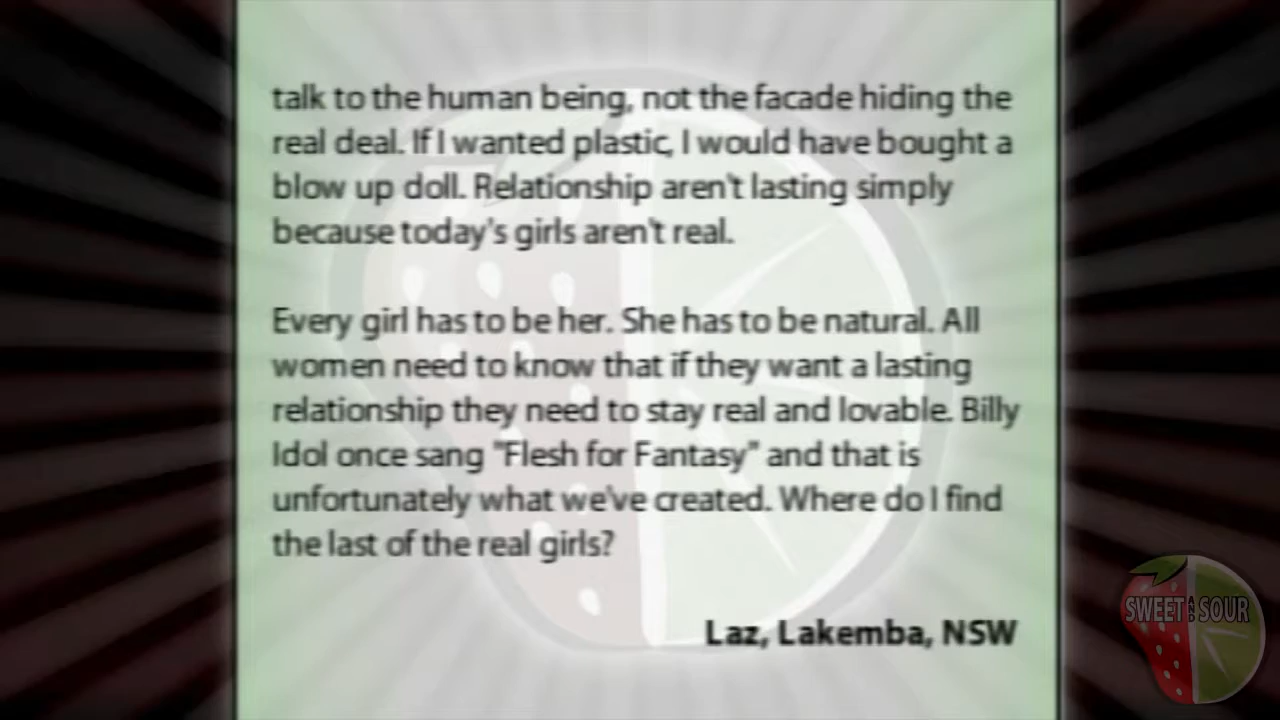 talk to the human being, not the facade hiding the
real deal. If I wanted plastic, I would have bought a
blow up doll. Relationship aren't lasting simply
because today's girls aren't real.
Every girl has to be her. She has to be natural. All
women need to know that if they want a lasting
relationship they need to stay real and lovable. Billy
Idol once sang "Flesh for Fantasy" and that is
unfortunately what we've created. Where do I find
the last of the real girls?
Laz, Lakemba, NSW
SWEET SOUR